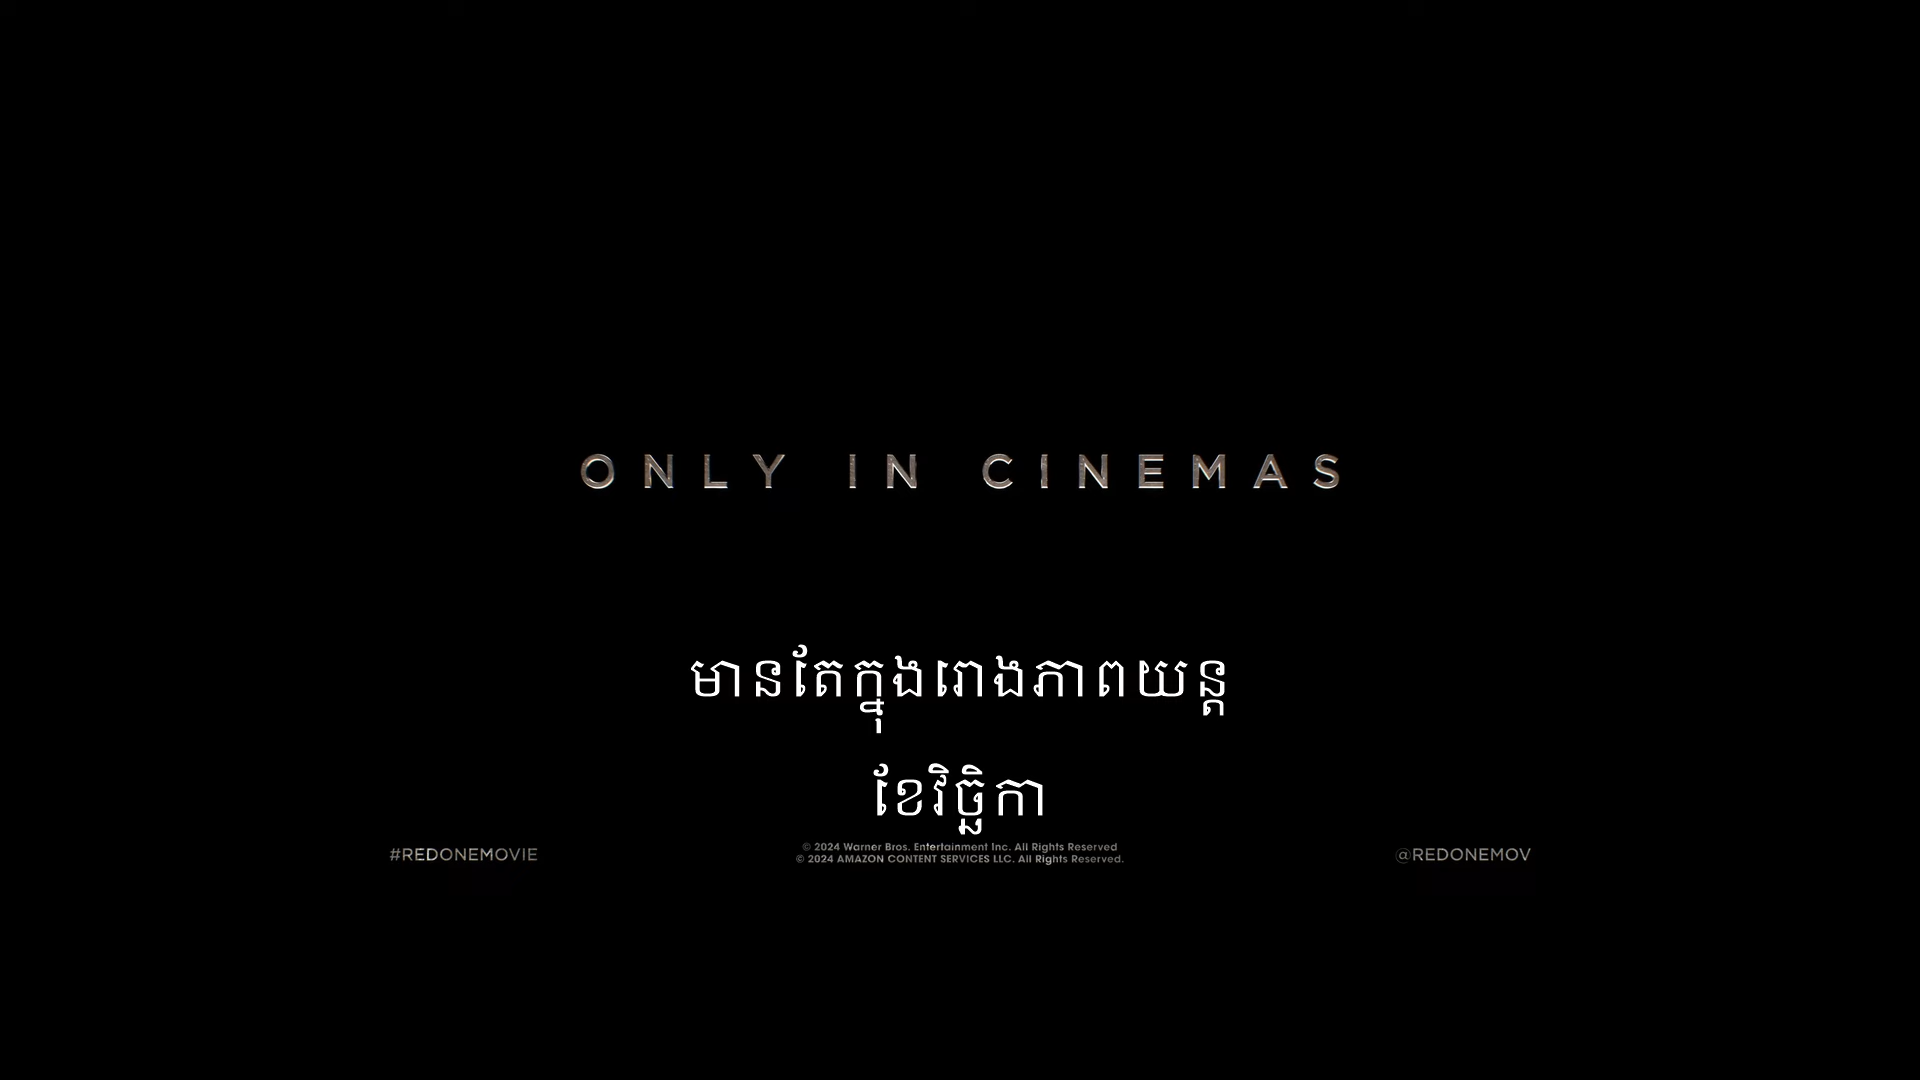 ONLY IN CINEMAS
មានតែក្នុងរោងភាពយន្ត
ខែវិច្ឆិកា
#REDONEMOVIE
© 2024 Warner Bros. Entertainment Inc. All Rights Reserved
© 2024 AMAZON CONTENT SERVICES LLC. All Rights Reserved.
@REDONEMOV